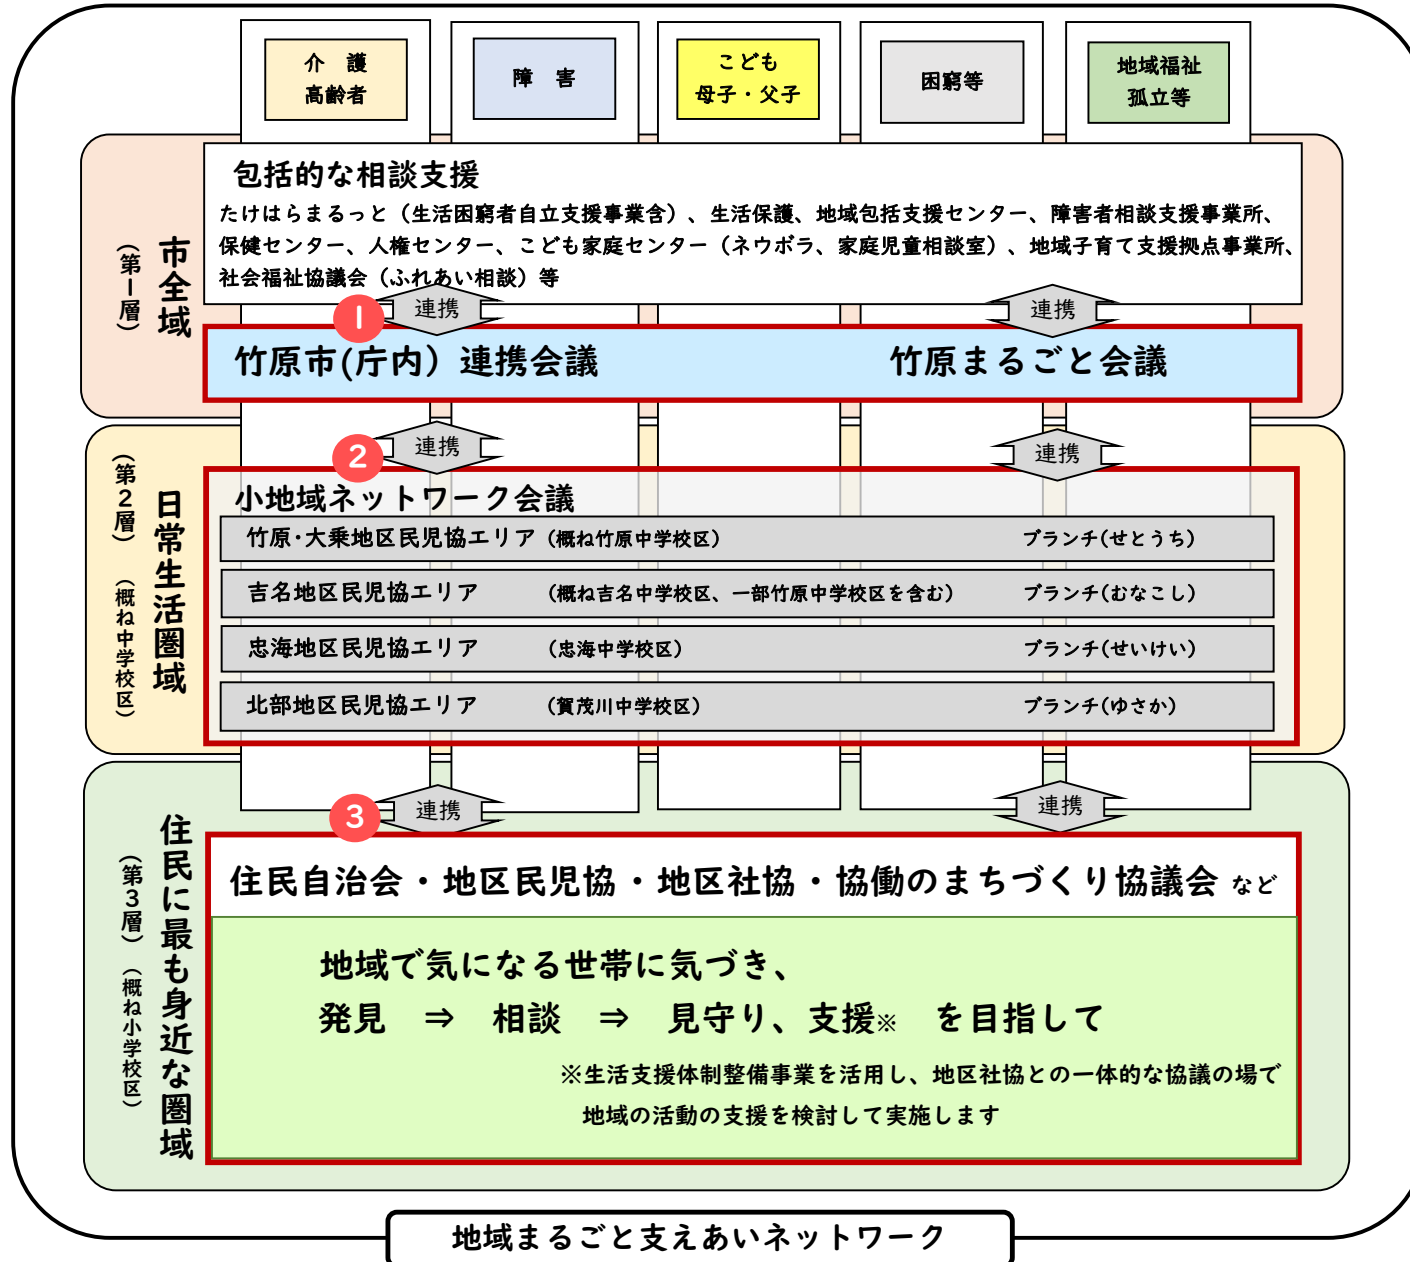 介　護
高齢者
障　害
こども
母子・父子
困窮等
地域福祉
孤立等
市全域
（第1層）
包括的な相談支援
たけはらまるっと（生活困窮者自立支援事業含）、生活保護、地域包括支援センター、障害者相談支援事業所、
保健センター、人権センター、こども家庭センター（ネウボラ、家庭児童相談室）、地域子育て支援拠点事業所、
社会福祉協議会（ふれあい相談）等
1
連携
連携
竹原市(庁内）連携会議
竹原まるごと会議
日常生活圏域
（第2層）（概ね中学校区）
2
連携
連携
小地域ネットワーク会議
竹原・大乗地区民児協エリア（概ね竹原中学校区）　ブランチ(せとうち)
吉名地区民児協エリア　（概ね吉名中学校区、一部竹原中学校区を含む）　ブランチ(むなこし)
忠海地区民児協エリア　（忠海中学校区）　ブランチ(せいけい)
北部地区民児協エリア　（賀茂川中学校区）　ブランチ(ゆさか)
住民に最も身近な圏域
（第3層）（概ね小学校区）
3
連携
連携
住民自治会・地区民児協・地区社協・協働のまちづくり協議会 など
地域で気になる世帯に気づき、
発見　⇒　相談　⇒　見守り、支援※　を目指して
※生活支援体制整備事業を活用し、地区社協との一体的な協議の場で
地域の活動の支援を検討して実施します
地域まるごと支えあいネットワーク